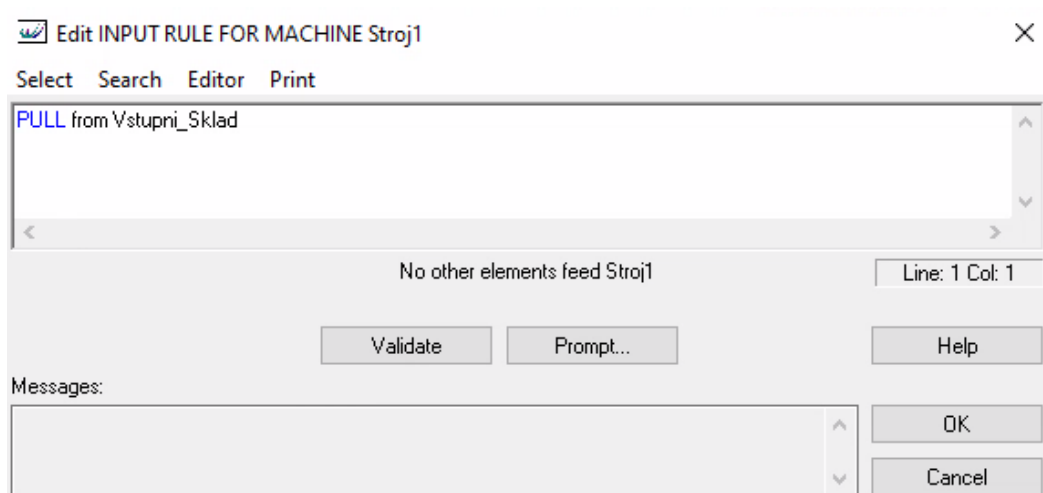 Edit INPUT RULE FOR MACHINE Stroj1
Select Search Editor Print
PULL from Vstupni_Sklad
No other elements feed Stroj1
Line: 1 Col: 1
Validate
Prompt...
Help
Messages:
OK
Cancel